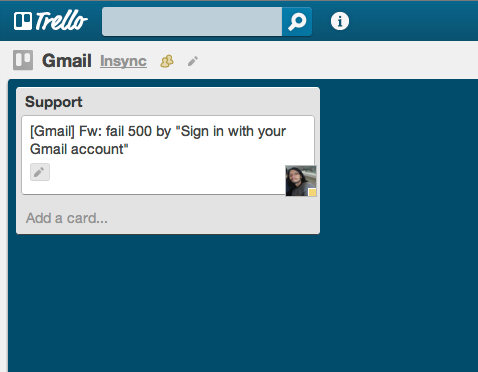 Trello
Gmail Insync
Support
[Gmail] Fw: fail 500 by "Sign in with your
Gmail account"
Add a card...